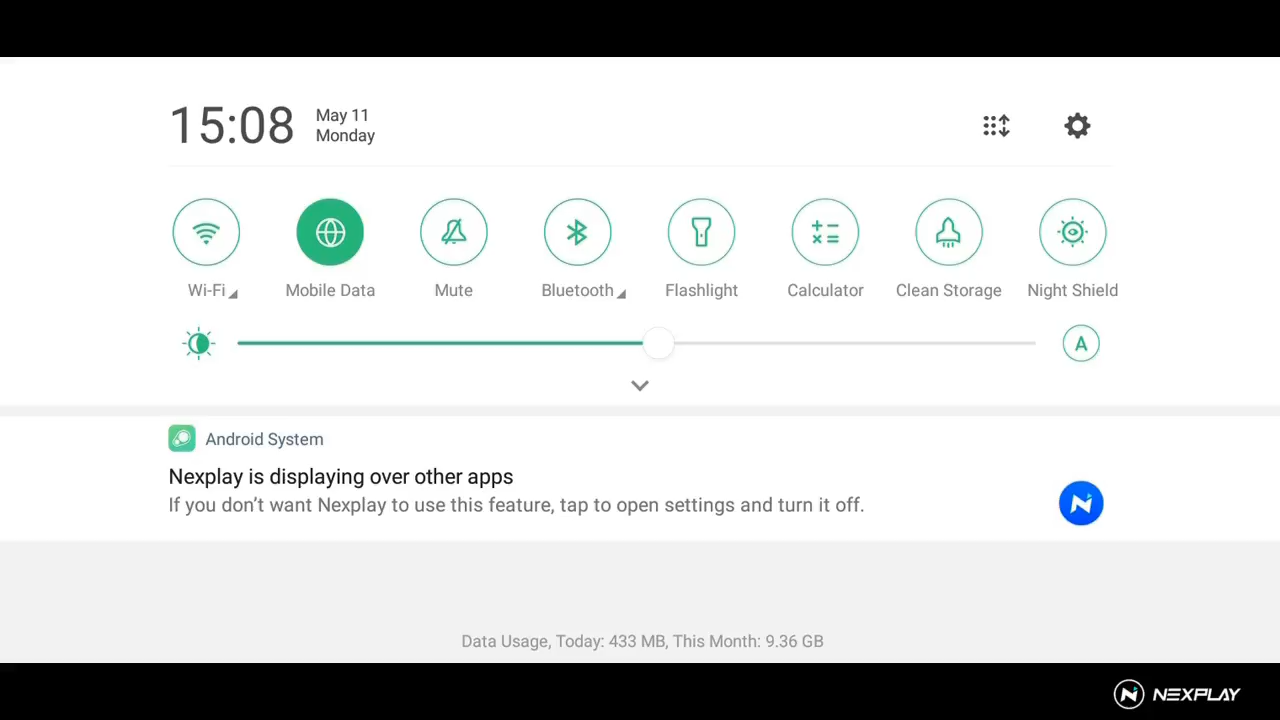 15:08
May 11
Monday
Wi-Fi
Mobile Data
Mute
Bluetooth
Flashlight
Calculator
Clean Storage
Night Shield
A
Android System
Nexplay is displaying over other apps
If you don’t want Nexplay to use this feature, tap to open settings and turn it off.
Data Usage, Today: 433 MB, This Month: 9.36 GB
NEXPLAY